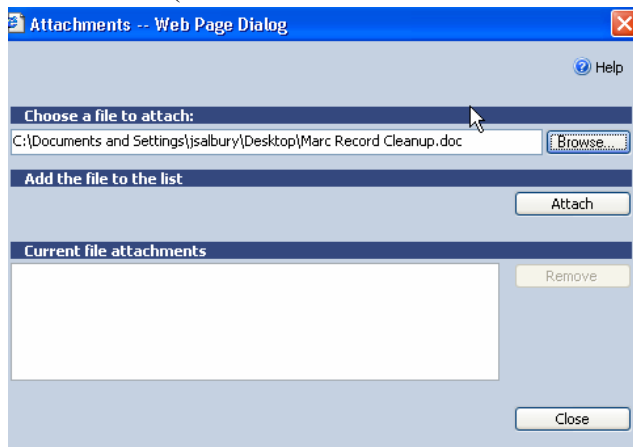 Attachments -- Web Page Dialog
Help
Choose a file to attach:
C:\Documents and Settings\jsalbury\Desktop\Marc Record Cleanup.doc Browse...
Add the file to the list
Attach
Current file attachments
Remove
Close